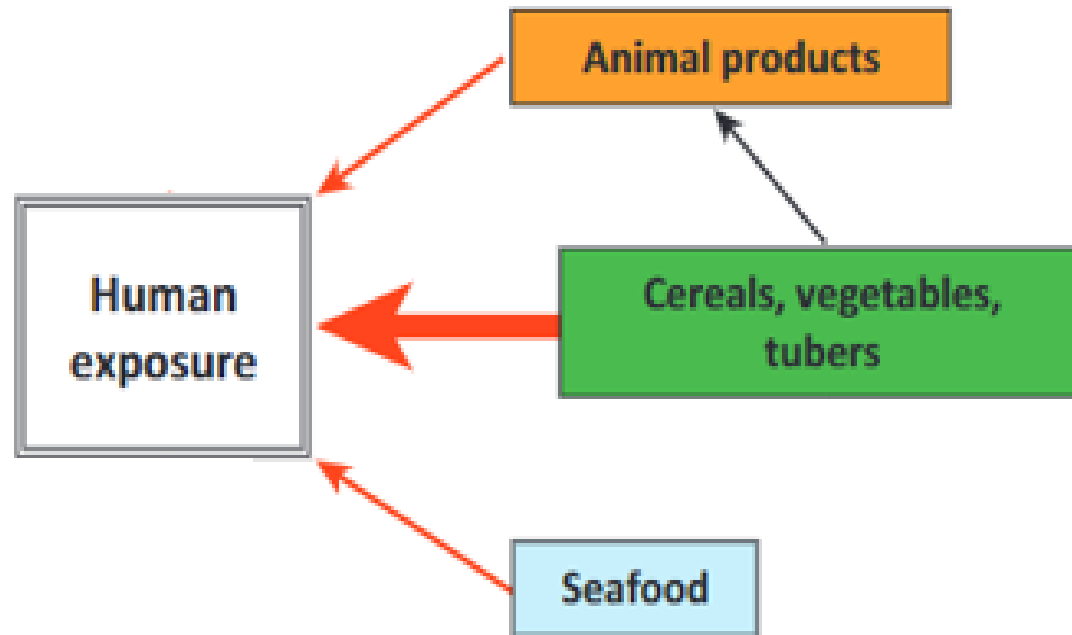 Animal products
Human
exposure
Cereals, vegetables,
tubers
Seafood